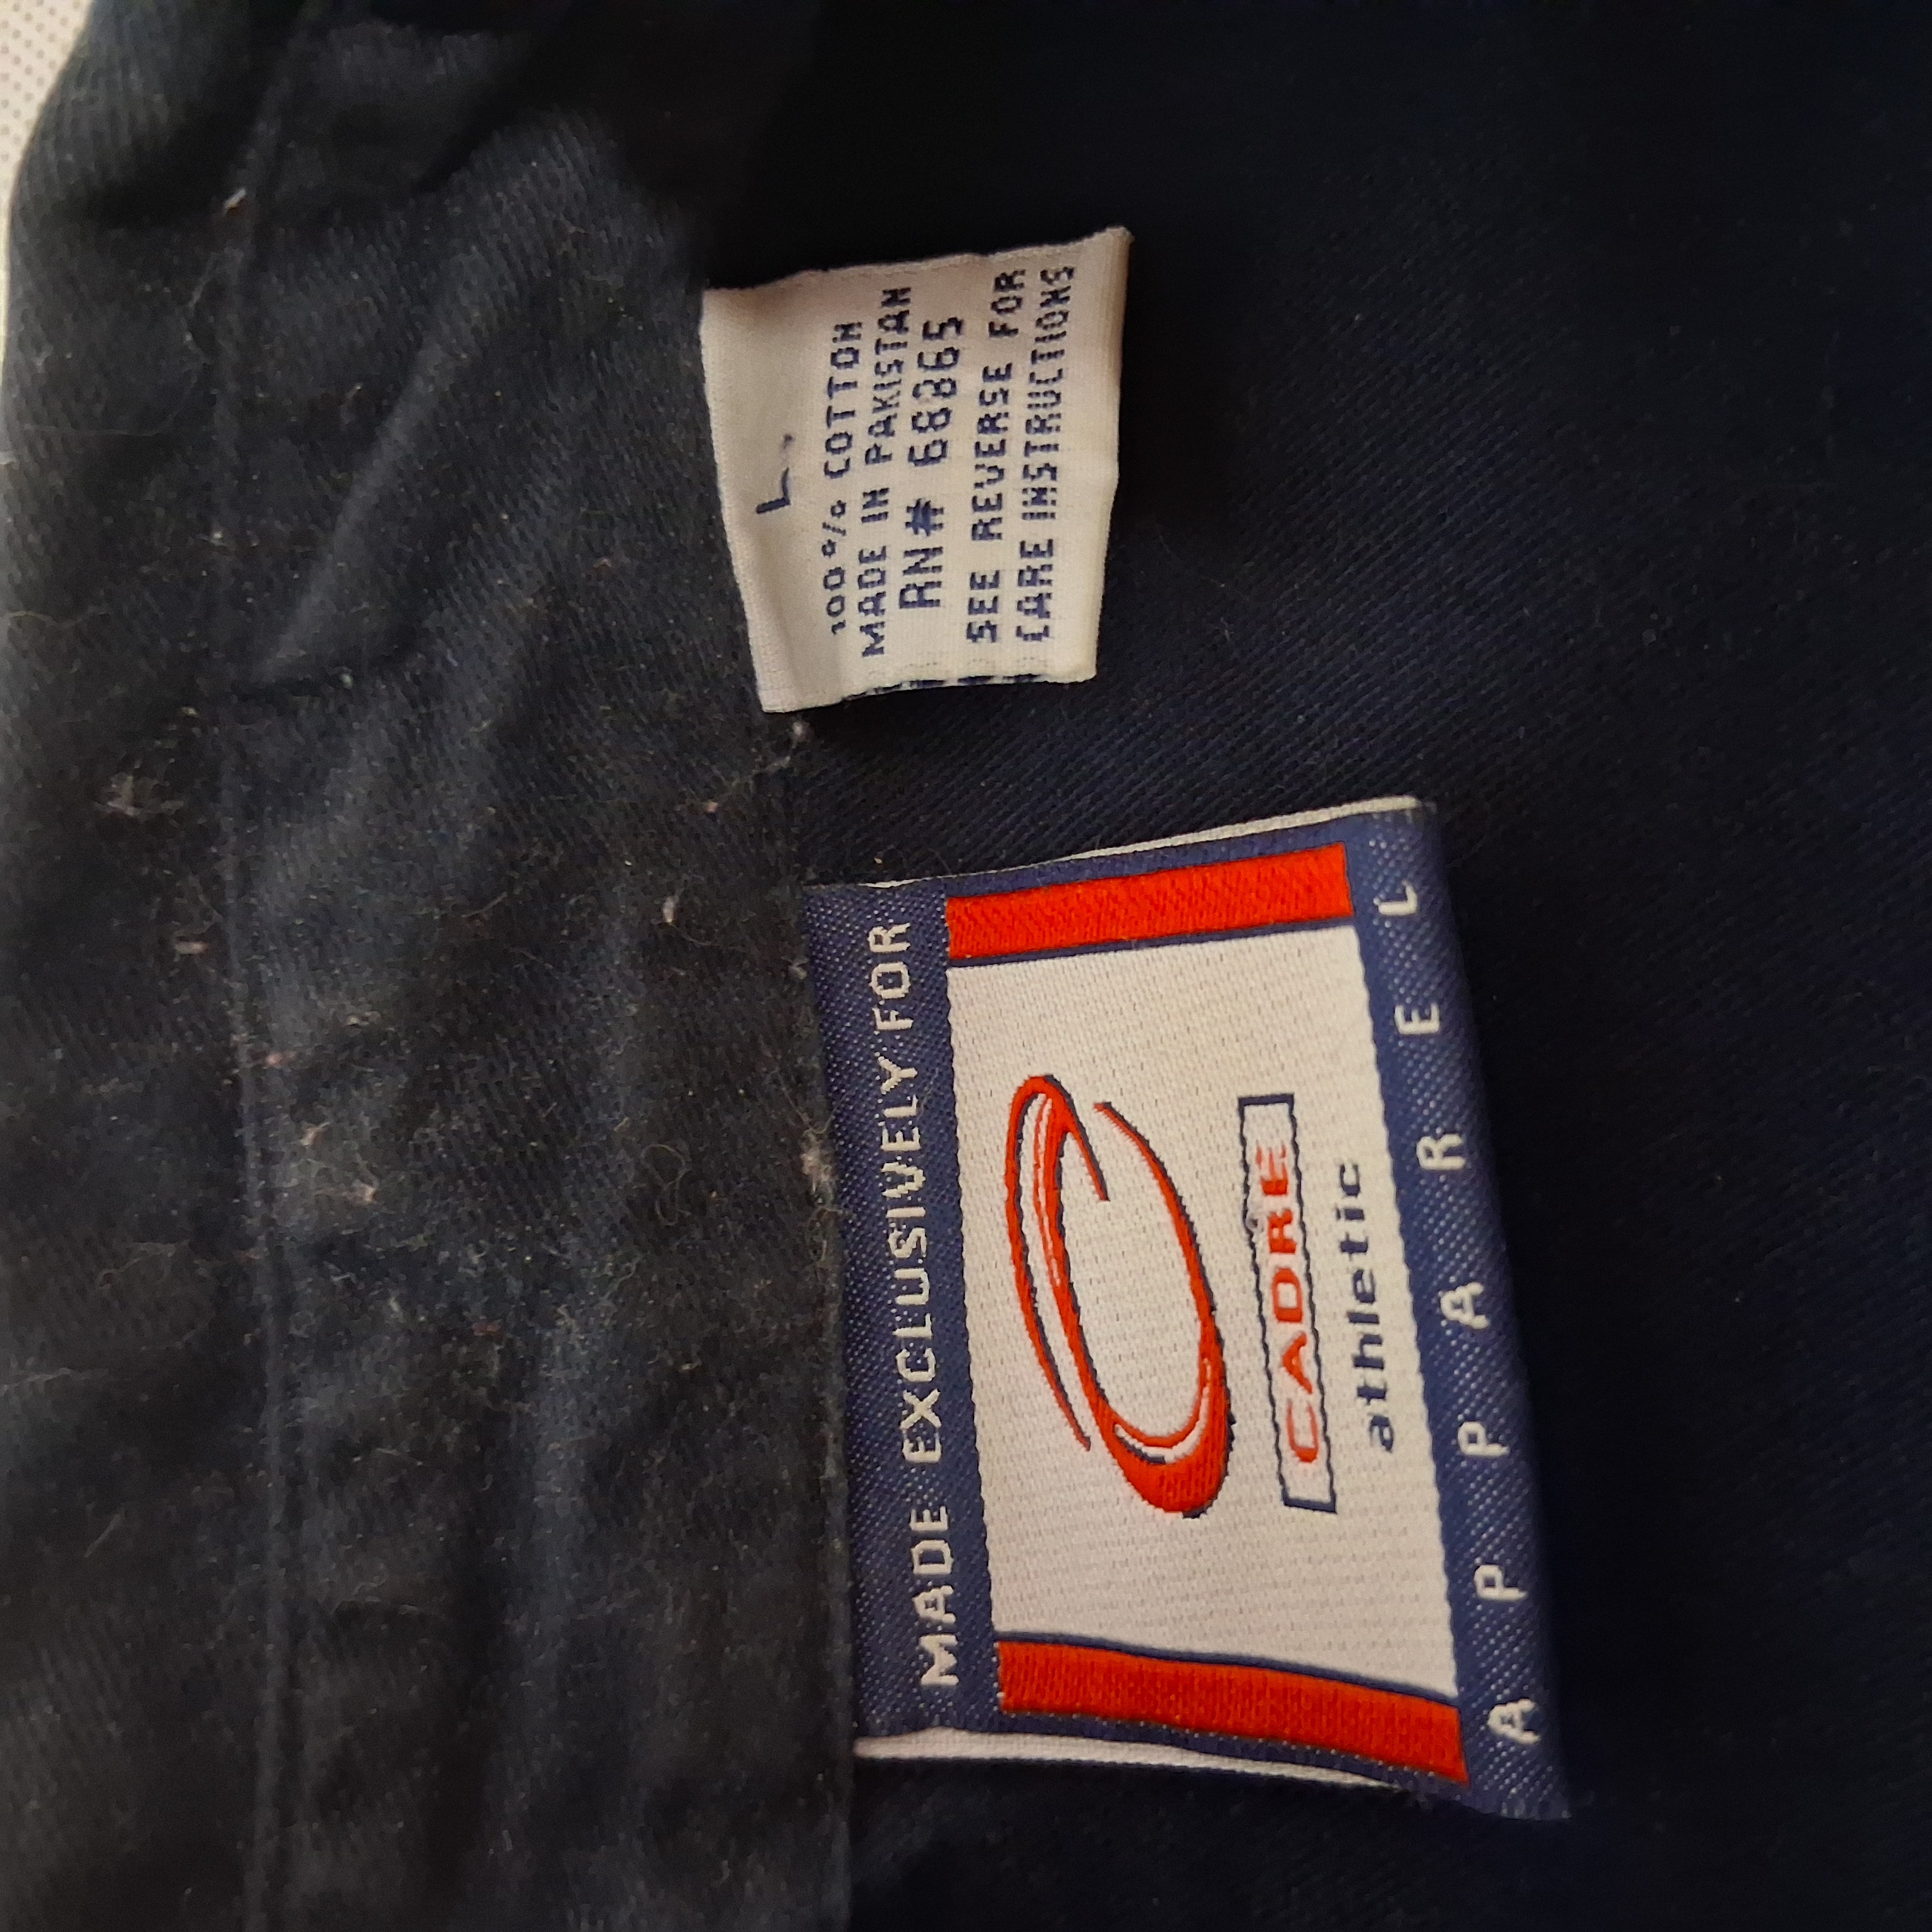 L.
100% COTTON
MADE IN PAKISTAN
RN# 68865
SEE REVERSE FOR
CARE INSTRUCTIONS
MADE EXCLUSIVELY FOR
CADRE
athletic
APPAREL